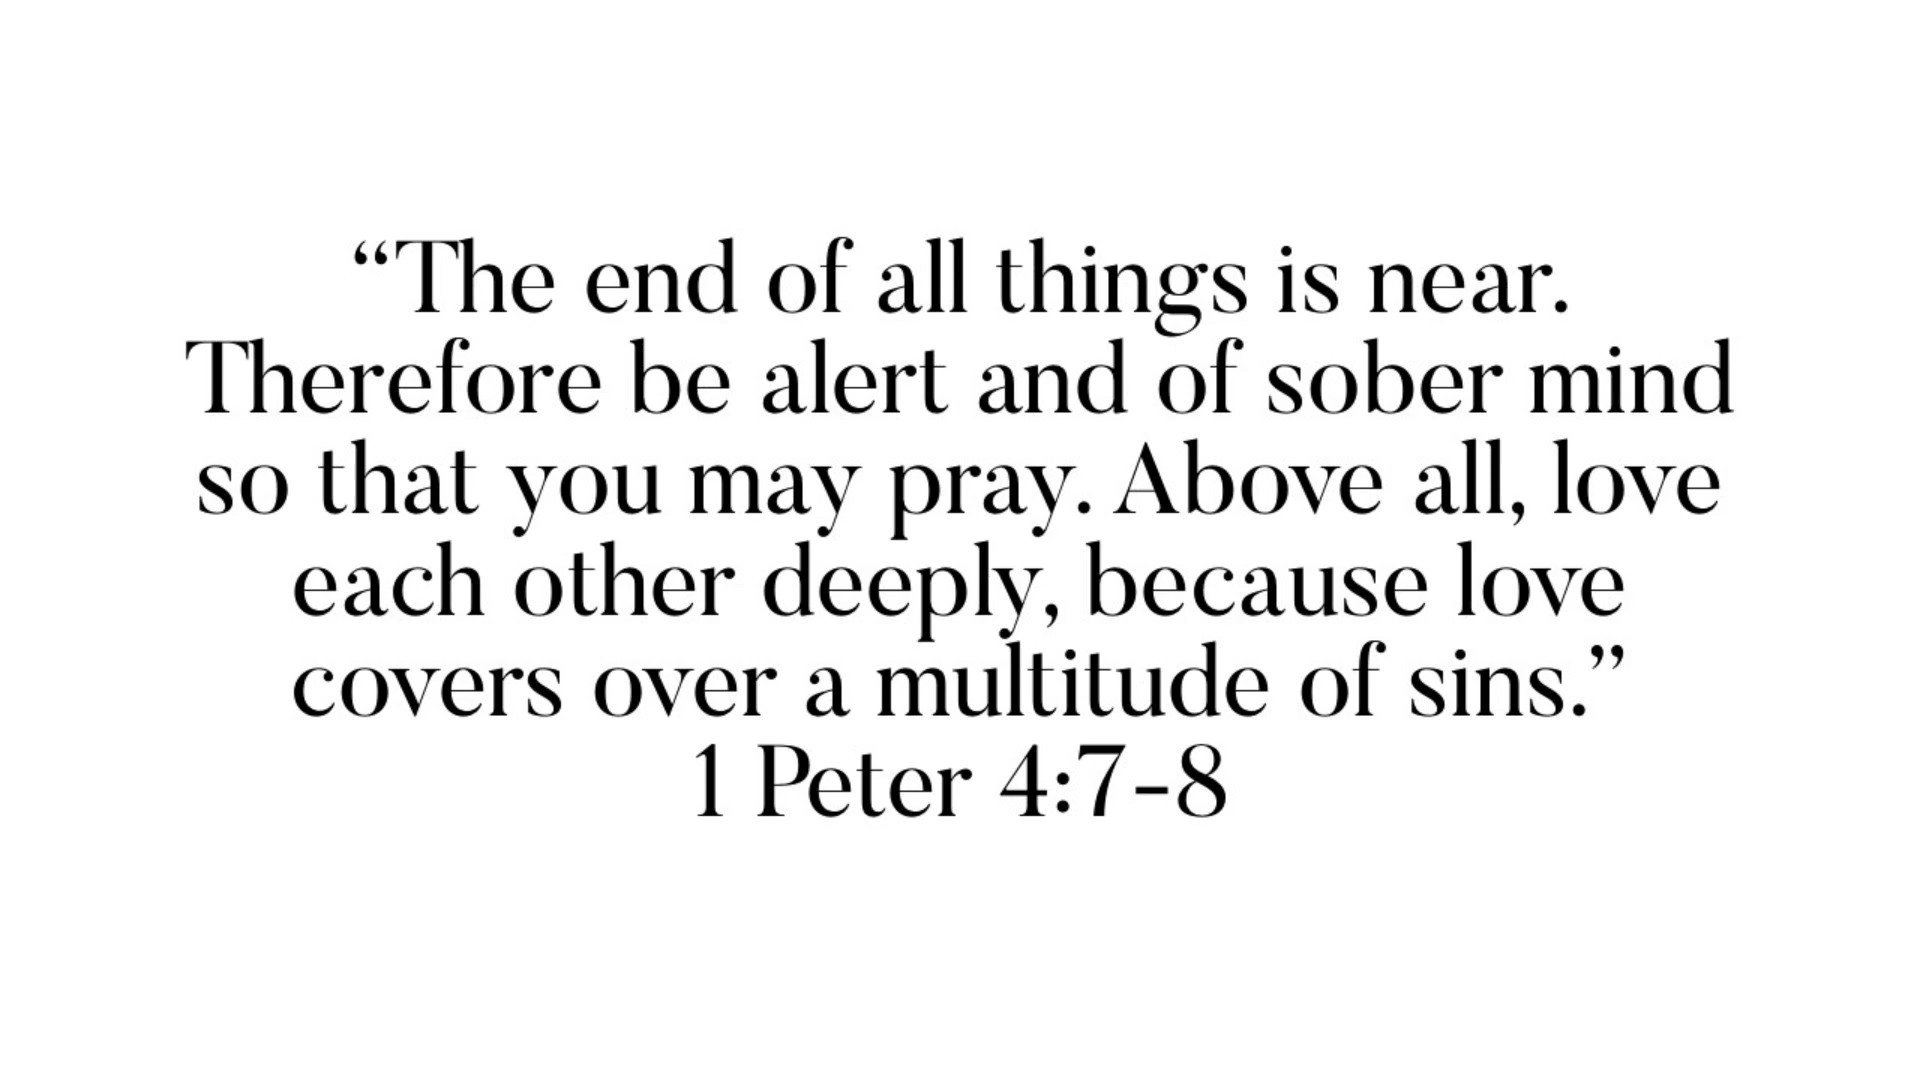 “The end of all things is near.
Therefore be alert and of sober mind
so that you may pray. Above all, love
each other deeply, because love
covers over a multitude of sins.”
1 Peter 4:7-8